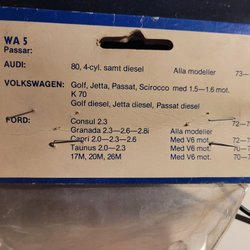 WA 5
Passar:
AUDI: 80, 4-cyl. samt diesel Alla modeller 73—
VOLKSWAGEN: Golf, Jetta, Passat, Scirocco med 1.5—1.6 mot.
K 70
Golf diesel, Jetta diesel, Passat diesel
FORD: Consul 2.3 72—
Granada 2.3—2.6—2.8i Alla modeller 72—
Capri 2.0—2.3—2.6 Med V6 mot.
Taunus 2.0—2.3 Med V6 mot. 70—
17M, 20M, 26M Med V6 mot.